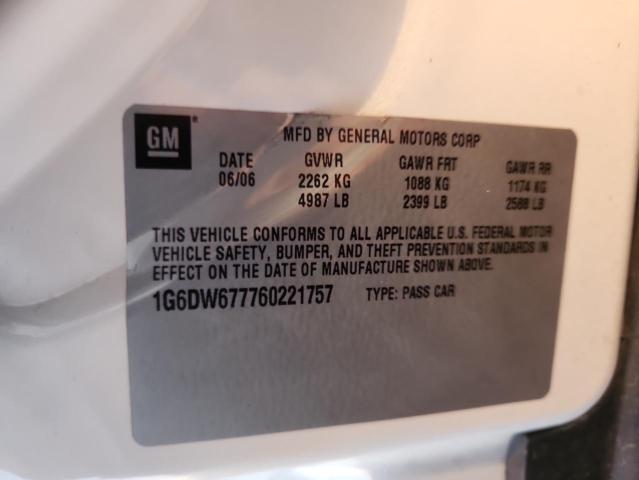 GM® MFD BY GENERAL MOTORS CORP
DATE GVWR GAWR FRT GAWR RR
06/06 2262 KG 1088 KG 1174 KG
4987 LB 2399 LB 2588 LB
THIS VEHICLE CONFORMS TO ALL APPLICABLE U.S. FEDERAL MOTOR
VEHICLE SAFETY, BUMPER, AND THEFT PREVENTION STANDARDS IN
EFFECT ON THE DATE OF MANUFACTURE SHOWN ABOVE.
1G6DW677760221757 TYPE: PASS CAR